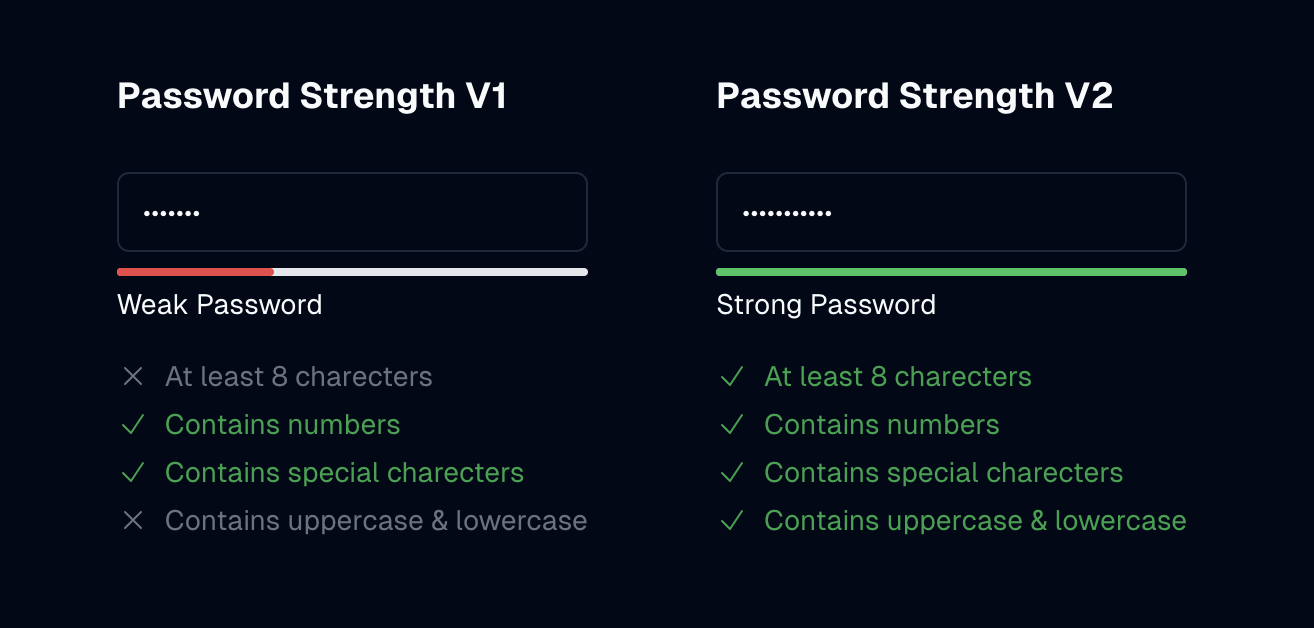 Password Strength V1
•••••••
Weak Password
At least 8 charecters
Contains numbers
Contains special charecters
Contains uppercase & lowercase
Password Strength V2
•••••••••••
Strong Password
At least 8 charecters
Contains numbers
Contains special charecters
Contains uppercase & lowercase